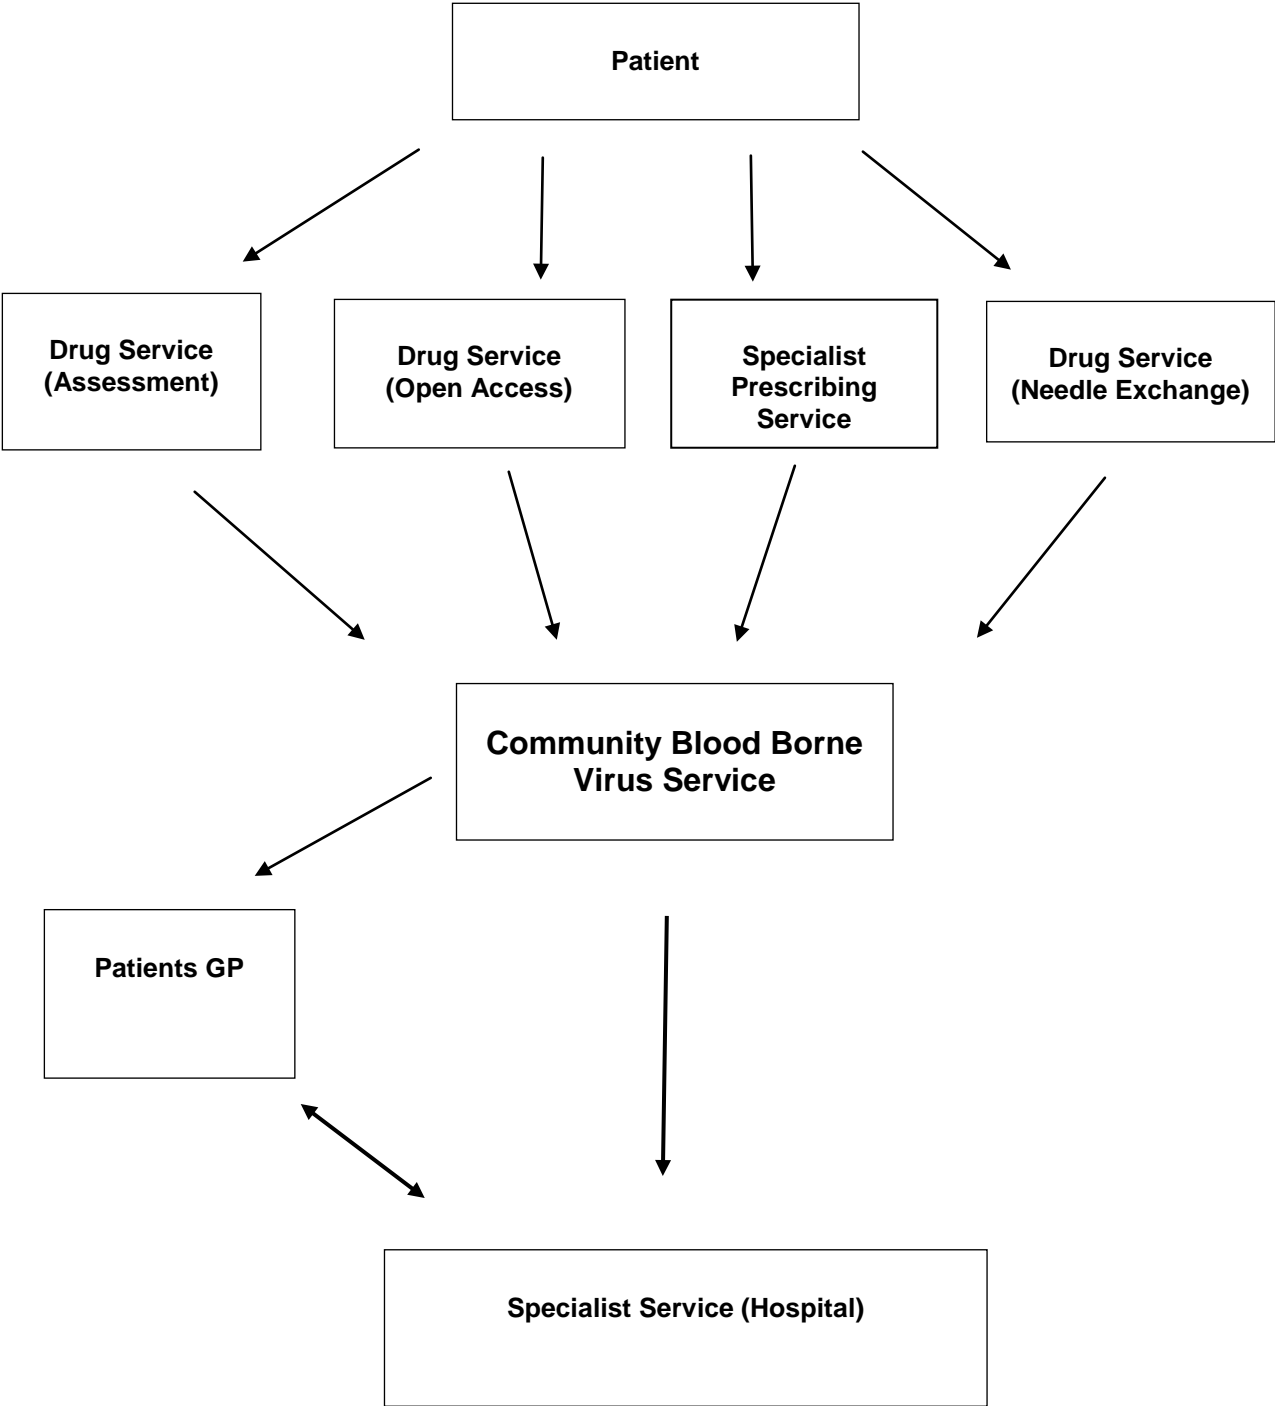 Patient
Drug Service
(Assessment)
Drug Service
(Open Access)
Specialist
Prescribing
Service
Drug Service
(Needle Exchange)
Community Blood Borne
Virus Service
Patients GP
Specialist Service (Hospital)